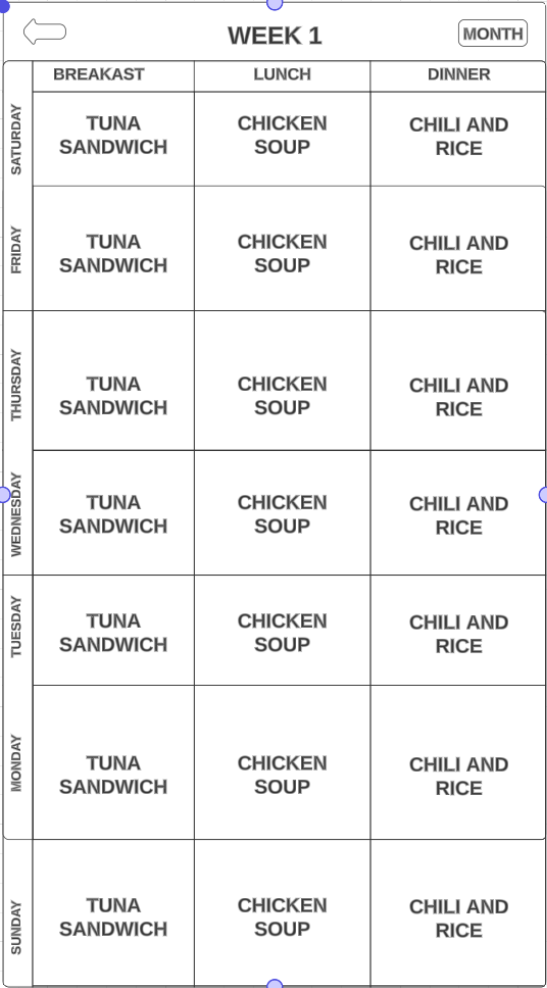 WEEK 1
MONTH
BREAKAST
LUNCH
DINNER
SATURDAY
TUNA
SANDWICH
CHICKEN
SOUP
CHILI AND
RICE
FRIDAY
TUNA
SANDWICH
CHICKEN
SOUP
CHILI AND
RICE
THURSDAY
TUNA
SANDWICH
CHICKEN
SOUP
CHILI AND
RICE
WEDNESDAY
TUNA
SANDWICH
CHICKEN
SOUP
CHILI AND
RICE
TUESDAY
TUNA
SANDWICH
CHICKEN
SOUP
CHILI AND
RICE
MONDAY
TUNA
SANDWICH
CHICKEN
SOUP
CHILI AND
RICE
SUNDAY
TUNA
SANDWICH
CHICKEN
SOUP
CHILI AND
RICE